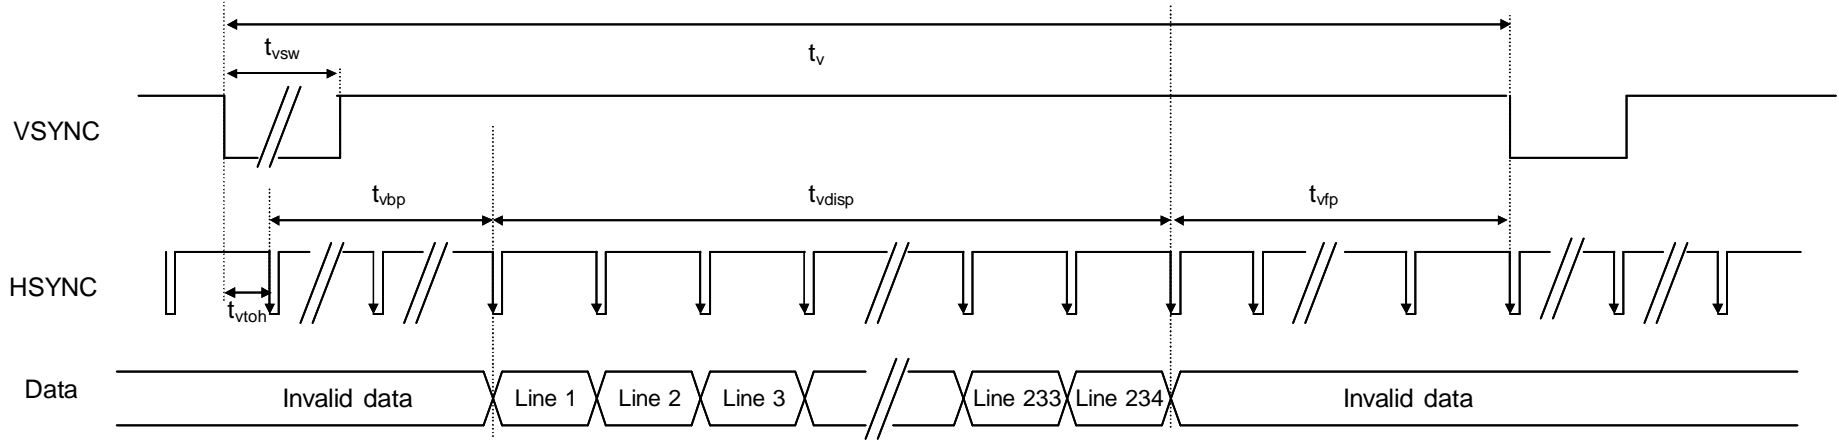 tvsw
tv
VSYNC
tvbp
tvdisp
tvfp
HSYNC
tvtoh
Data
Invalid data
Line 1
Line 2
Line 3
Line 233
Line 234
Invalid data